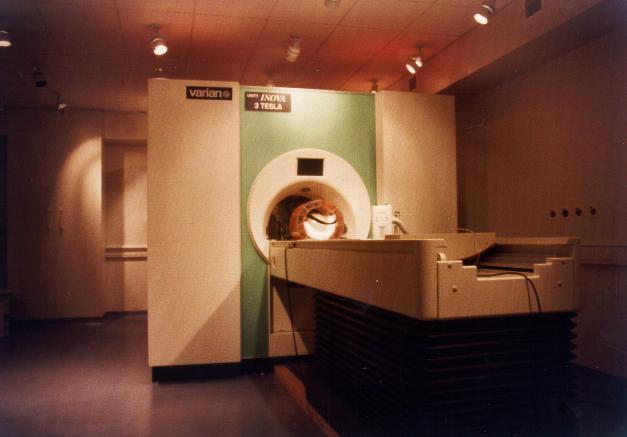 varian
UNITY INOVA
3 TESLA